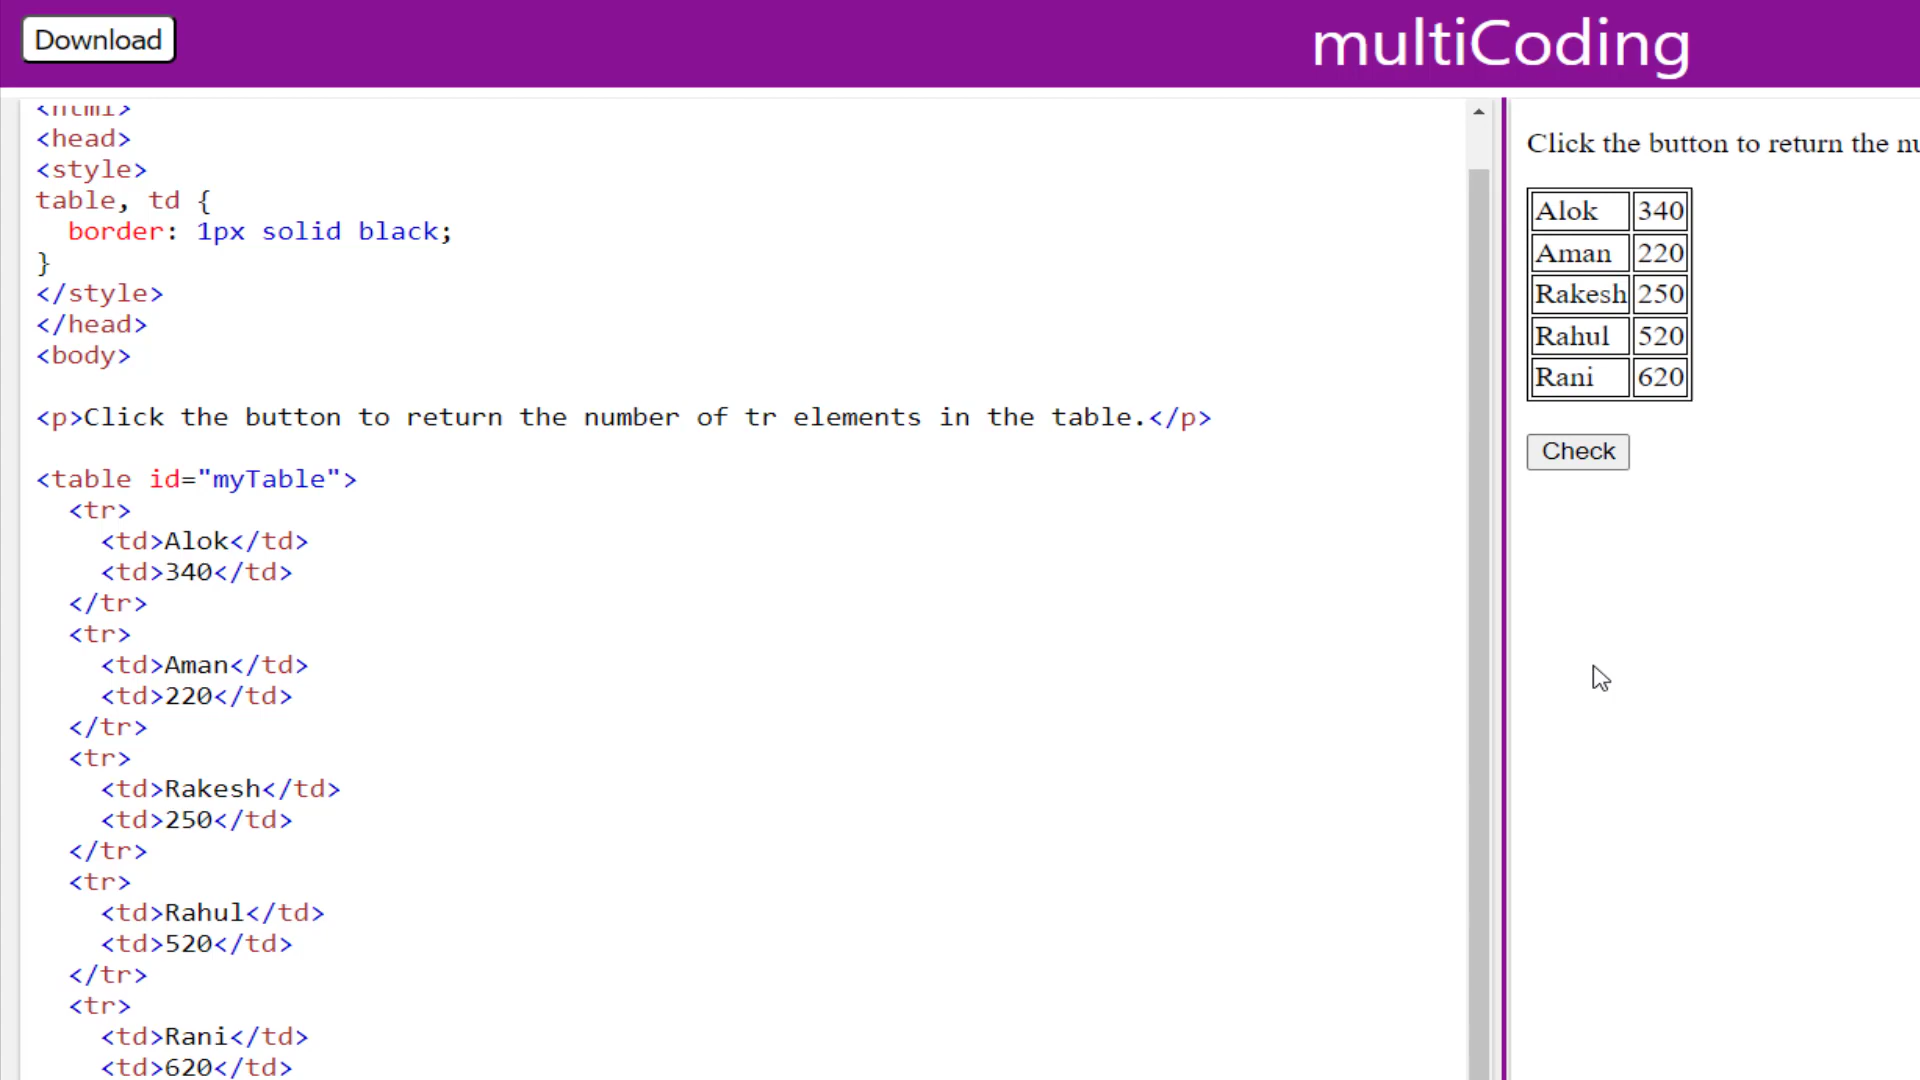 Download
multiCoding
<html>
<head>
<style>
table, td {
  border: 1px solid black;
}
</style>
</head>
<body>
<p>Click the button to return the number of tr elements in the table.</p>
<table id="myTable">
  <tr>
    <td>Alok</td>
    <td>340</td>
  </tr>
  <tr>
    <td>Aman</td>
    <td>220</td>
  </tr>
  <tr>
    <td>Rakesh</td>
    <td>250</td>
  </tr>
  <tr>
    <td>Rahul</td>
    <td>520</td>
  </tr>
  <tr>
    <td>Rani</td>
    <td>620</td>
Click the button to return the nu
Alok 340
Aman 220
Rakesh 250
Rahul 520
Rani 620
Check